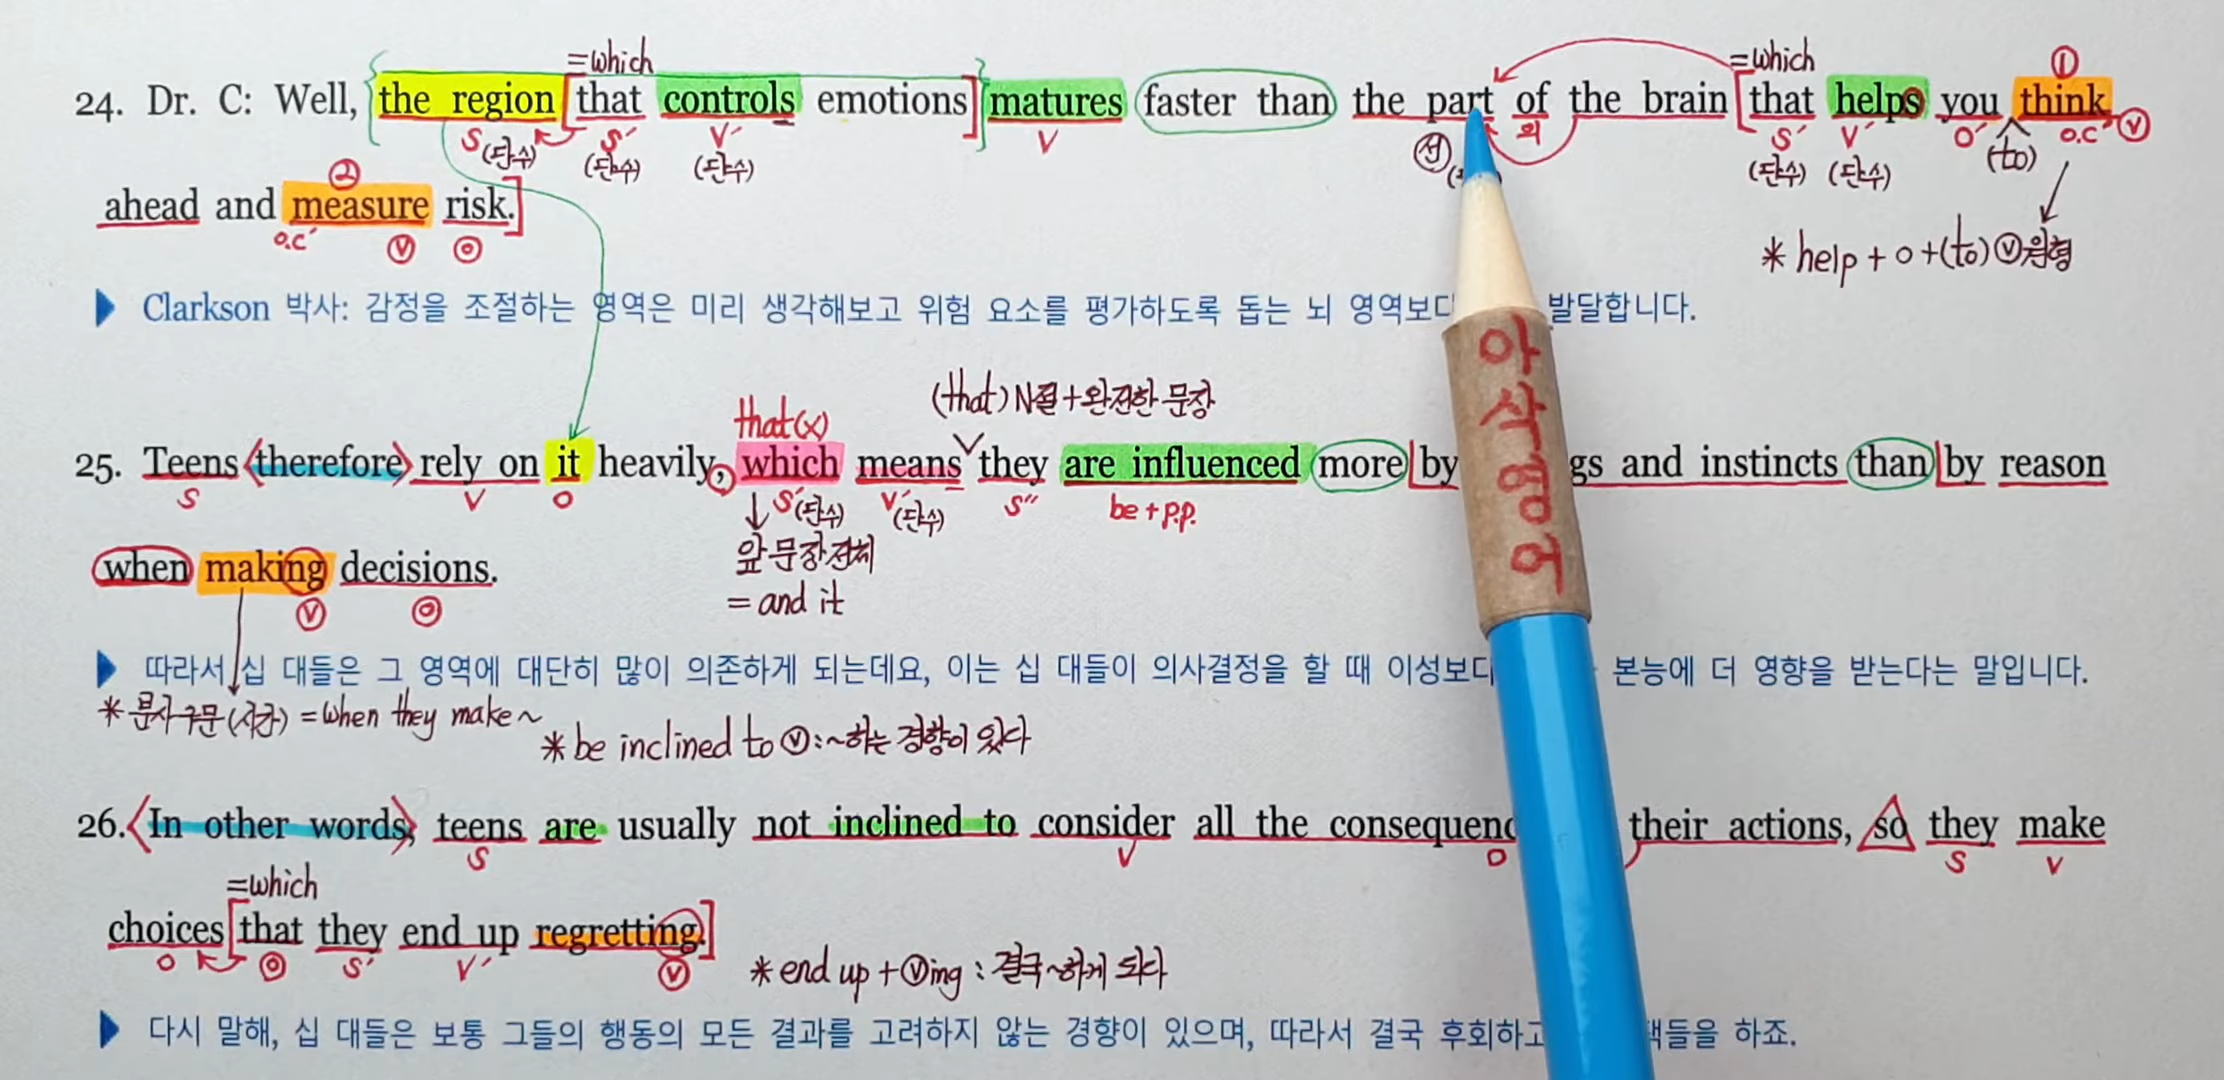 =which =which ①
24. Dr. C: Well, the region that controls emotions matures faster than the part of the brain that helps you think
S (단수) S′ V′ V 의 S′ V′ O′ (to) O.C′ Ⓥ
(단수) (단수) (단수) (단수)
②
ahead and measure risk.
O.C′ Ⓥ ⓞ
* help + O + (to) Ⓥ원형
Clarkson 박사: 감정을 조절하는 영역은 미리 생각해보고 위험 요소를 평가하도록 돕는 뇌 영역보다 발달합니다.
that(x) (that) N절+완전한 문장
25. Teens therefore rely on it heavily, which means they are influenced more by and instincts than by reason
S V O S′(단수) V′(단수) S″ be + p.p.
앞 문장 전체
= and it
when making decisions.
Ⓥ ⓞ
따라서 십 대들은 그 영역에 대단히 많이 의존하게 되는데요, 이는 십 대들이 의사결정을 할 때 이성보다 본능에 더 영향을 받는다는 말입니다.
* 분사구문(시간) = when they make ~
* be inclined to Ⓥ : ~하는 경향이 있다
26. In other words, teens are usually not inclined to consider all the their actions, so they make
S V O S V
=which
choices that they end up regretting.
O ⓞ S′ V′ Ⓥ
* end up + Ⓥing : 결국 ~하게 되다
다시 말해, 십 대들은 보통 그들의 행동의 모든 결과를 고려하지 않는 경향이 있으며, 따라서 결국 하죠.